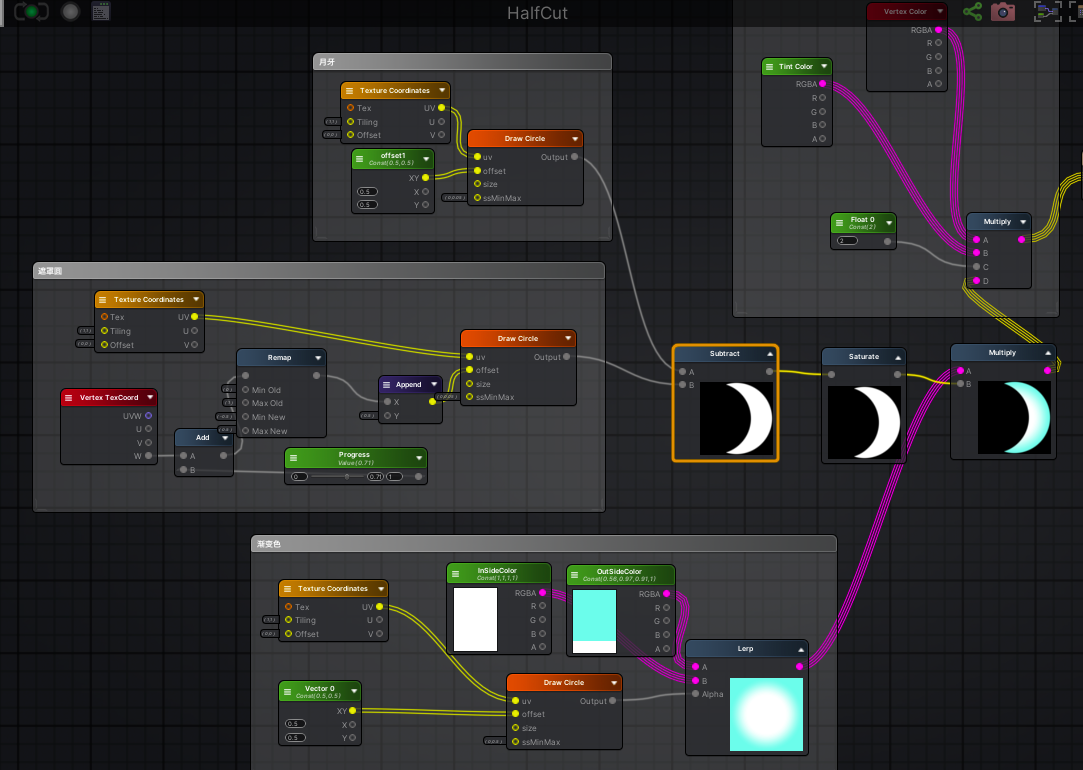 HalfCut
Vertex Color
RGBA
R
G
B
A
Tint Color
RGBA
R
G
B
A
Float 0
Const(2)
2
Multiply
A
B
C
D
月牙
Texture Coordinates
Tex
UV
Tiling
U
Offset
V
offset1
Const(0.5,0.5)
XY
0.5
X
0.5
Y
Draw Circle
uv
Output
offset
size
ssMinMax
遮罩圆
Texture Coordinates
Tex
UV
Tiling
U
Offset
V
Vertex TexCoord
UVW
U
V
W
Add
A
B
Remap
Min Old
Max Old
Min New
Max New
Progress
Value(0.71)
0
0.71
1
Append
X
Y
Draw Circle
uv
Output
offset
size
ssMinMax
Subtract
A
B
Saturate
Multiply
A
B
渐变色
Texture Coordinates
Tex
UV
Tiling
U
Offset
V
Vector 0
Const(0.5,0.5)
XY
0.5
X
0.5
Y
InSideColor
Const(1,1,1,1)
RGBA
R
G
B
A
OutSideColor
Const(0.56,0.97,0.91,1)
RGBA
R
G
B
A
Draw Circle
uv
Output
offset
size
ssMinMax
Lerp
A
B
Alpha